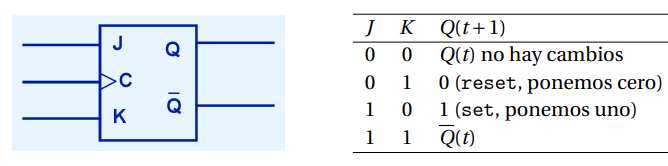 J Q
C
K Q̅
J K Q(t+1)
0 0 Q(t) no hay cambios
0 1 0 (reset, ponemos cero)
1 0 1 (set, ponemos uno)
1 1 Q̅(t)